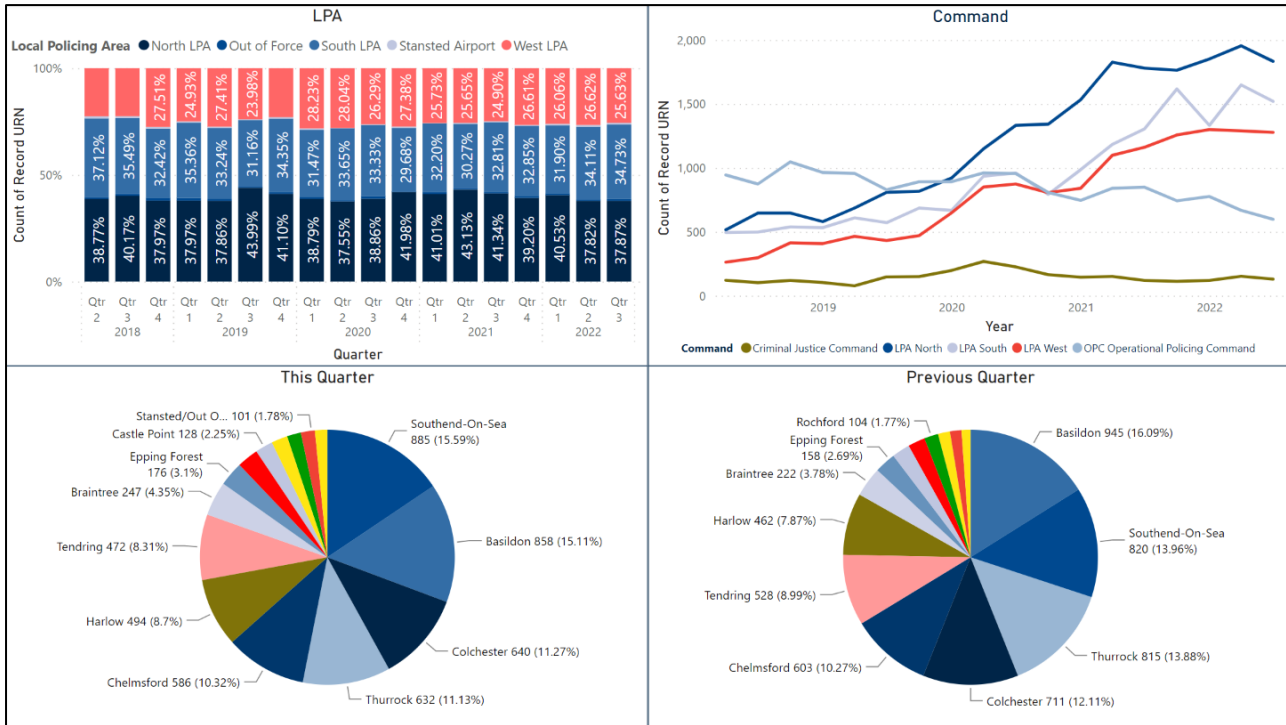 LPA
Local Policing Area North LPA Out of Force South LPA Stansted Airport West LPA
Count of Record URN
100%
50%
0%
27.51% 24.93% 27.41% 23.98% 28.23% 28.04% 26.29% 27.38% 25.73% 25.65% 24.90% 26.61% 26.06% 26.62% 25.63%
37.12% 35.49% 32.42% 35.36% 33.24% 31.16% 34.35% 31.47% 33.65% 33.33% 29.68% 32.20% 30.27% 32.81% 32.85% 31.90% 34.11% 34.73%
38.77% 40.17% 37.97% 37.97% 37.86% 43.99% 41.10% 38.79% 37.55% 38.86% 41.98% 41.01% 43.13% 41.34% 39.20% 40.53% 37.82% 37.87%
Qtr Qtr Qtr Qtr Qtr Qtr Qtr Qtr Qtr Qtr Qtr Qtr Qtr Qtr Qtr Qtr Qtr Qtr
2 3 4 1 2 3 4 1 2 3 4 1 2 3 4 1 2 3
2018 2019 2020 2021 2022
Quarter
Command
Count of Record URN
2,000
1,500
1,000
500
0
2019 2020 2021 2022
Year
Command Criminal Justice Command LPA North LPA South LPA West OPC Operational Policing Command
This Quarter
Stansted/Out O... 101 (1.78%)
Castle Point 128 (2.25%)
Epping Forest
176 (3.1%)
Braintree 247 (4.35%)
Tendring 472 (8.31%)
Harlow 494 (8.7%)
Chelmsford 586 (10.32%)
Southend-On-Sea
885 (15.59%)
Basildon 858 (15.11%)
Colchester 640 (11.27%)
Thurrock 632 (11.13%)
Previous Quarter
Rochford 104 (1.77%)
Epping Forest
158 (2.69%)
Braintree 222 (3.78%)
Harlow 462 (7.87%)
Tendring 528 (8.99%)
Chelmsford 603 (10.27%)
Basildon 945 (16.09%)
Southend-On-Sea
820 (13.96%)
Thurrock 815 (13.88%)
Colchester 711 (12.11%)